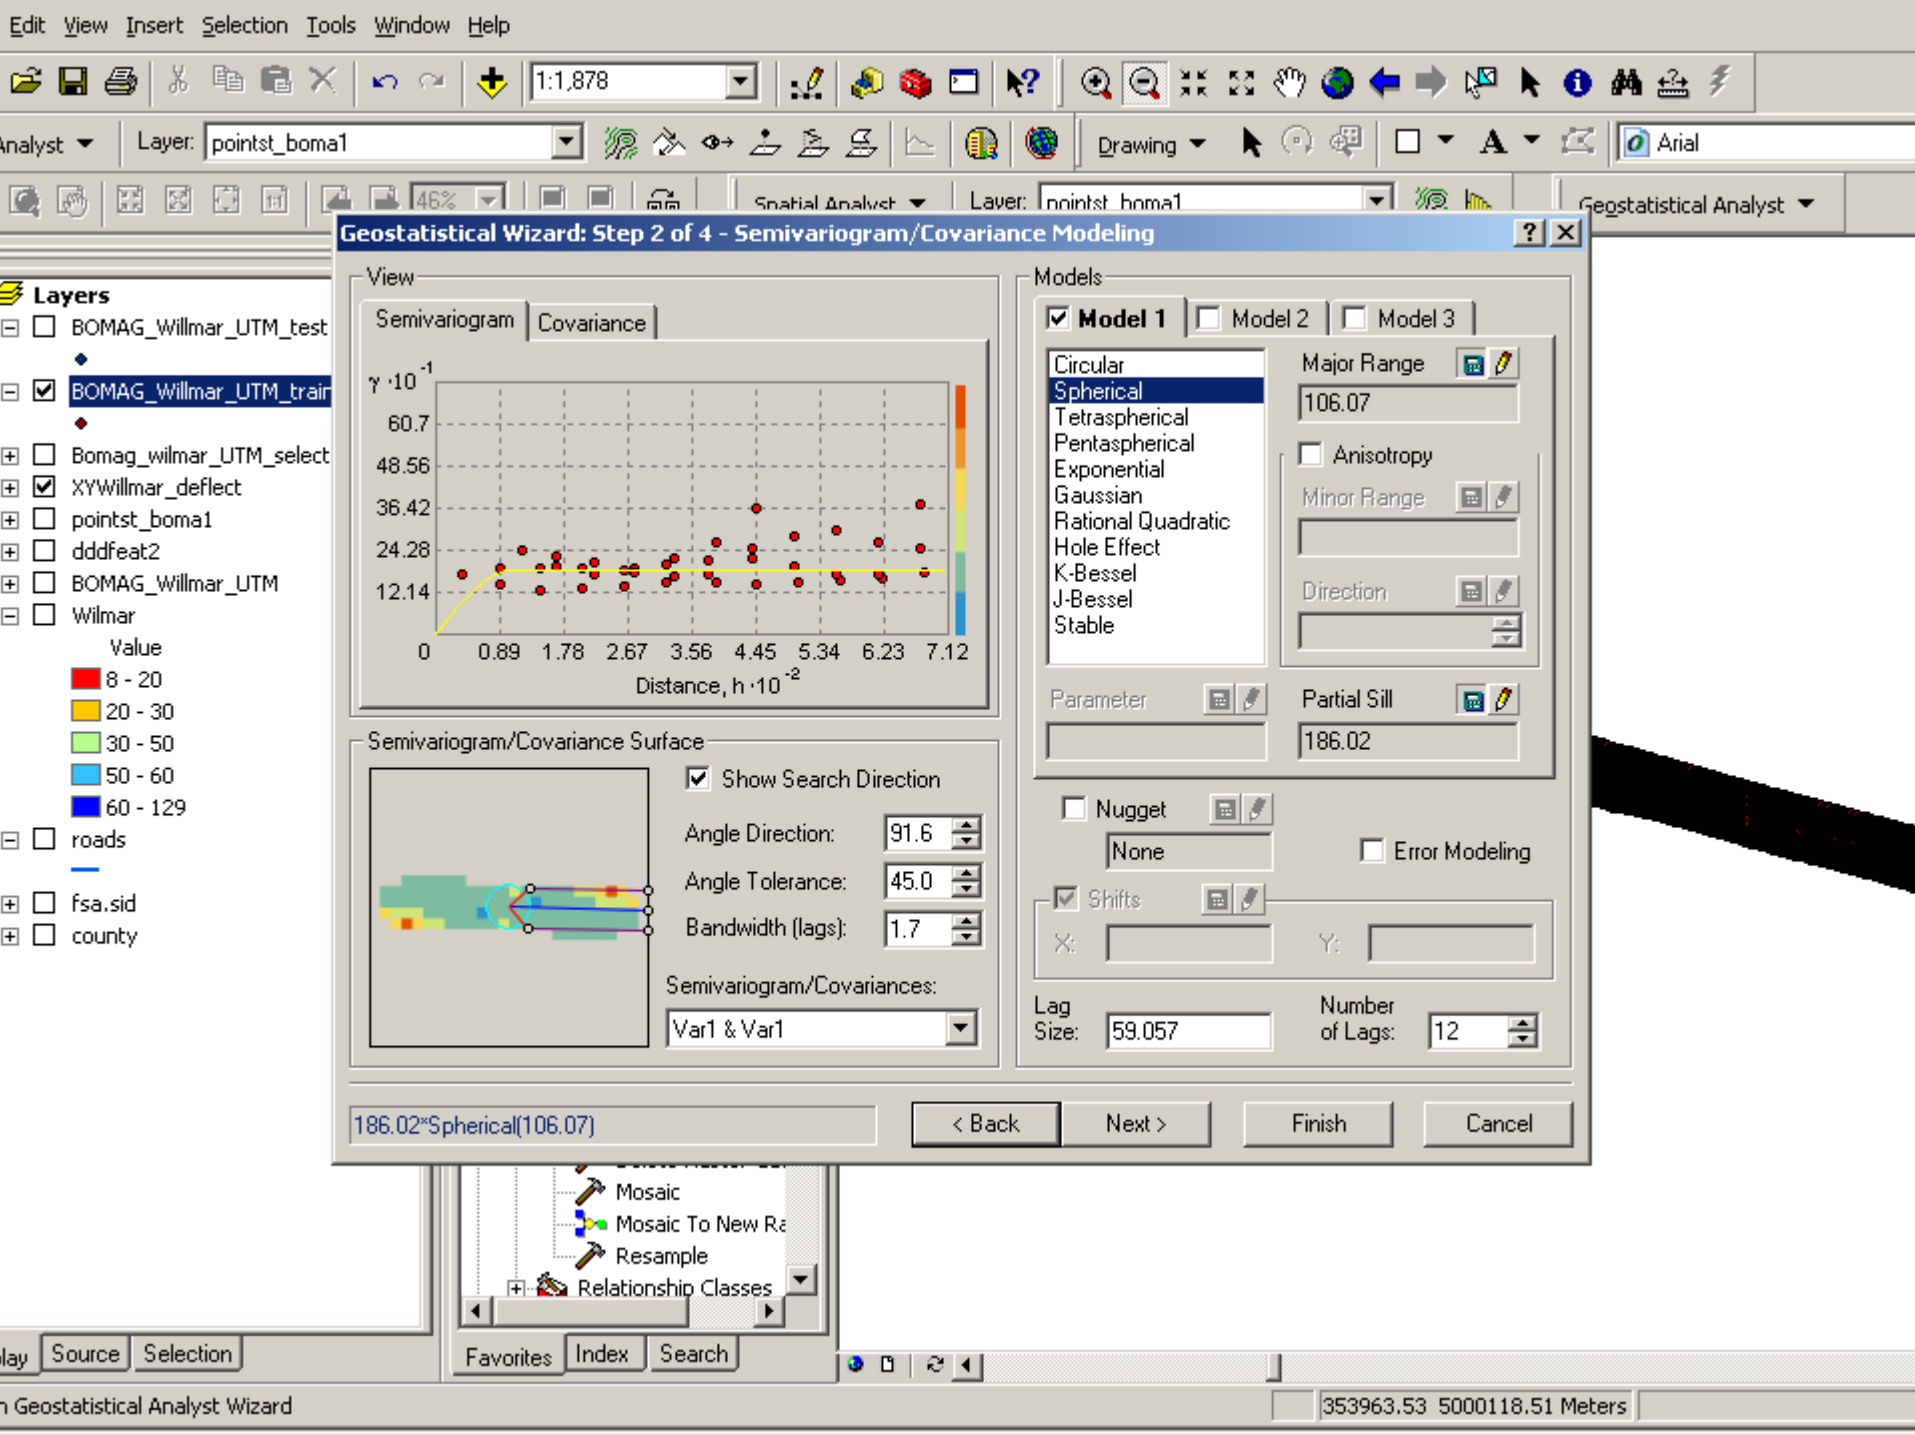 Edit View Insert Selection Tools Window Help
1:1,878
Analyst Layer: pointst_boma1 Drawing A Arial
46% Spatial Analyst Layer: pointst_boma1 Geostatistical Analyst
Geostatistical Wizard: Step 2 of 4 - Semivariogram/Covariance Modeling
Layers
BOMAG_Willmar_UTM_test
BOMAG_Willmar_UTM_train
Bomag_wilmar_UTM_select
XYWillmar_deflect
pointst_boma1
dddfeat2
BOMAG_Willmar_UTM
Wilmar
Value
8 - 20
20 - 30
30 - 50
50 - 60
60 - 129
roads
fsa.sid
county
View
Semivariogram Covariance
γ ·10 -1
60.7
48.56
36.42
24.28
12.14
0 0.89 1.78 2.67 3.56 4.45 5.34 6.23 7.12
Distance, h ·10 -2
Semivariogram/Covariance Surface
Show Search Direction
Angle Direction: 91.6
Angle Tolerance: 45.0
Bandwidth (lags): 1.7
Semivariogram/Covariances:
Var1 & Var1
Models
Model 1 Model 2 Model 3
Circular
Spherical
Tetraspherical
Pentaspherical
Exponential
Gaussian
Rational Quadratic
Hole Effect
K-Bessel
J-Bessel
Stable
Major Range
106.07
Anisotropy
Minor Range
Direction
Parameter
Partial Sill
186.02
Nugget
None
Error Modeling
Shifts
X: Y:
Lag Size: 59.057
Number of Lags: 12
186.02*Spherical(106.07)
< Back Next > Finish Cancel
Mosaic
Mosaic To New Ra
Resample
Relationship Classes
lay Source Selection
Favorites Index Search
n Geostatistical Analyst Wizard
353963.53 5000118.51 Meters